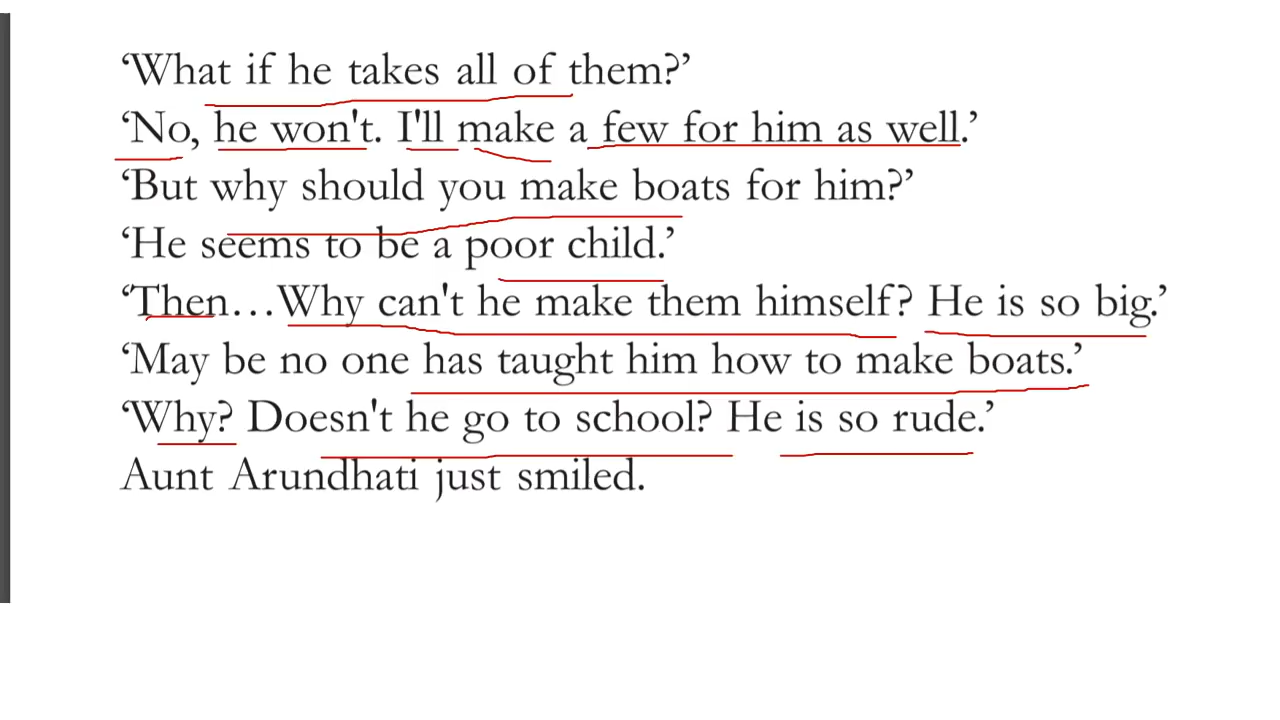 ‘What if he takes all of them?’
‘No, he won't. I'll make a few for him as well.’
‘But why should you make boats for him?’
‘He seems to be a poor child.’
‘Then…Why can't he make them himself? He is so big.’
‘May be no one has taught him how to make boats.’
‘Why? Doesn't he go to school? He is so rude.’
Aunt Arundhati just smiled.